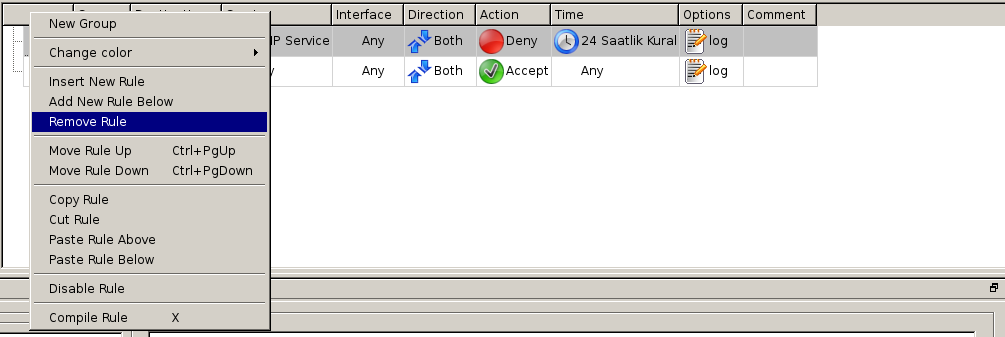 Interface Direction Action Time Options Comment
New Group
IP Service Any Both Deny 24 Saatlik Kural log
Change color
y Any Both Accept Any log
Insert New Rule
Add New Rule Below
Remove Rule
Move Rule Up Ctrl+PgUp
Move Rule Down Ctrl+PgDown
Copy Rule
Cut Rule
Paste Rule Above
Paste Rule Below
Disable Rule
Compile Rule X